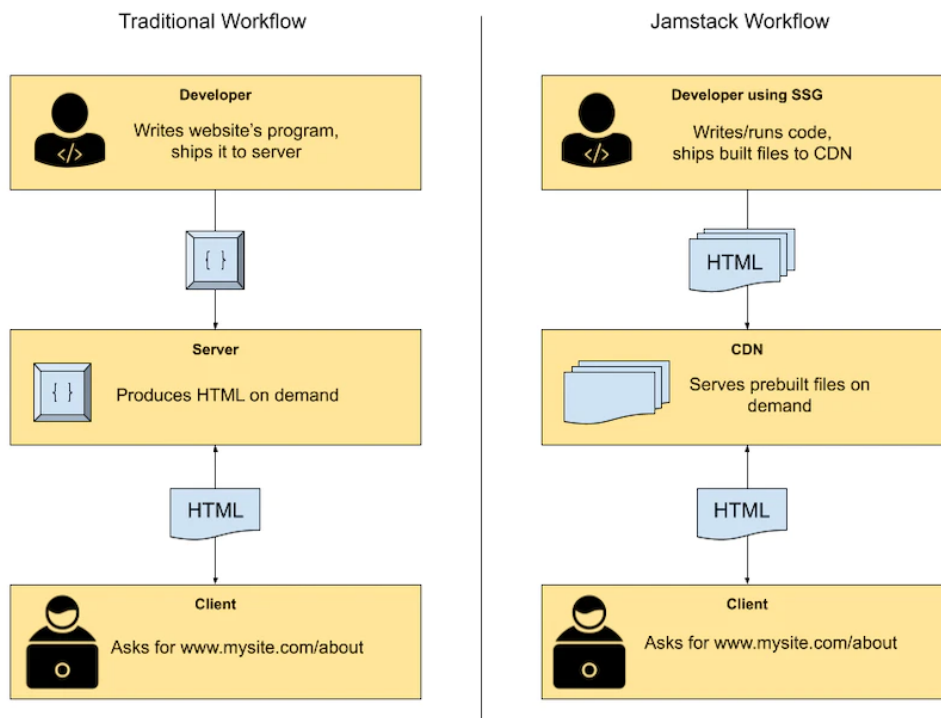 Traditional Workflow
Developer
Writes website's program,
ships it to server
</>
{ }
Server
{ }
Produces HTML on demand
HTML
Client
Asks for www.mysite.com/about
Jamstack Workflow
Developer using SSG
Writes/runs code,
ships built files to CDN
</>
HTML
CDN
Serves prebuilt files on
demand
HTML
Client
Asks for www.mysite.com/about